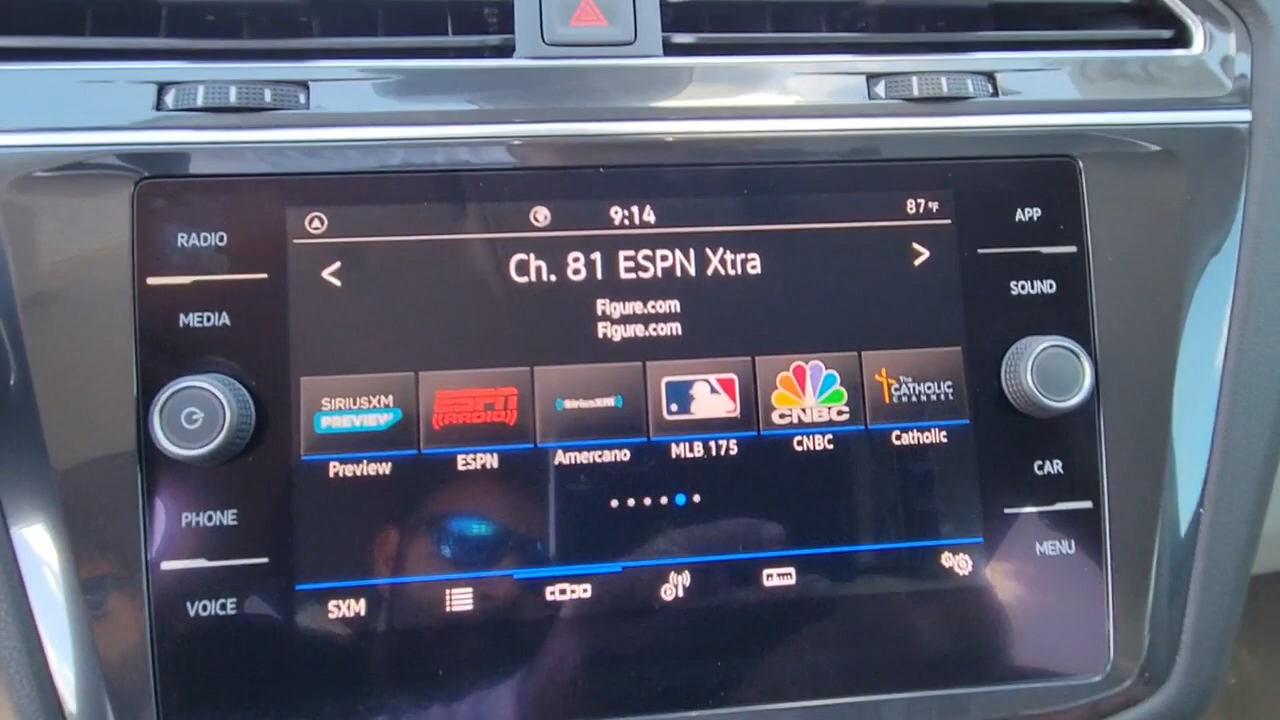 9:14
87°F
Ch. 81 ESPN Xtra
Figure.com
Figure.com
SIRIUSXM
PREVIEW
ESPN
RADIO
SiriusXM
CNBC
The
CATHOLIC
CHANNEL
Preview
ESPN
Amercano
MLB 175
CNBC
Catholic
SXM
RADIO
MEDIA
PHONE
VOICE
APP
SOUND
CAR
MENU